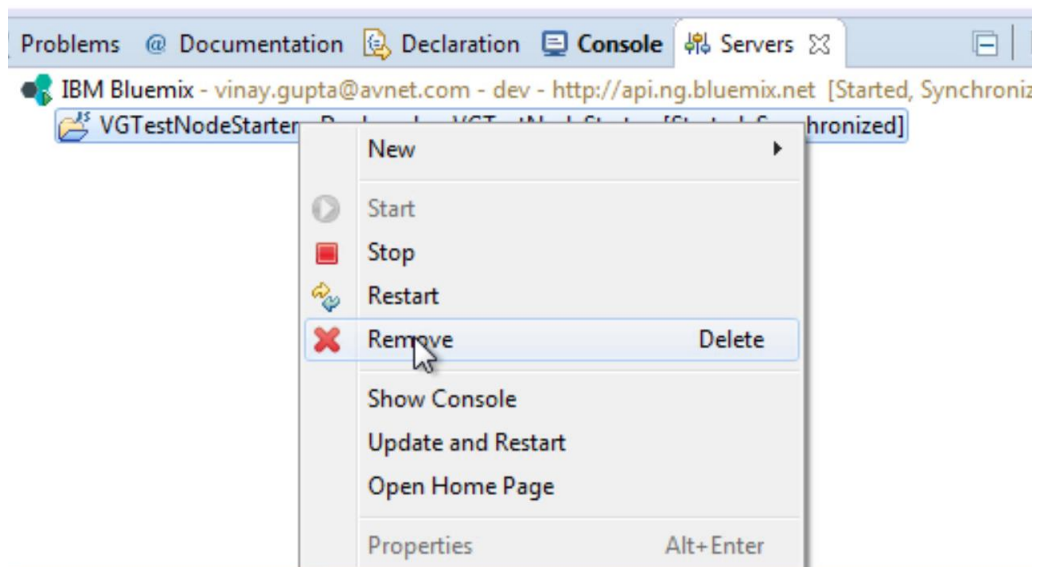 Problems @ Documentation Declaration Console Servers
IBM Bluemix - vinay.gupta@avnet.com - dev - http://api.ng.bluemix.net [Started,
VGTestNodeStarter hronized]
New
Start
Stop
Restart
Remove Delete
Show Console
Update and Restart
Open Home Page
Properties Alt+Enter